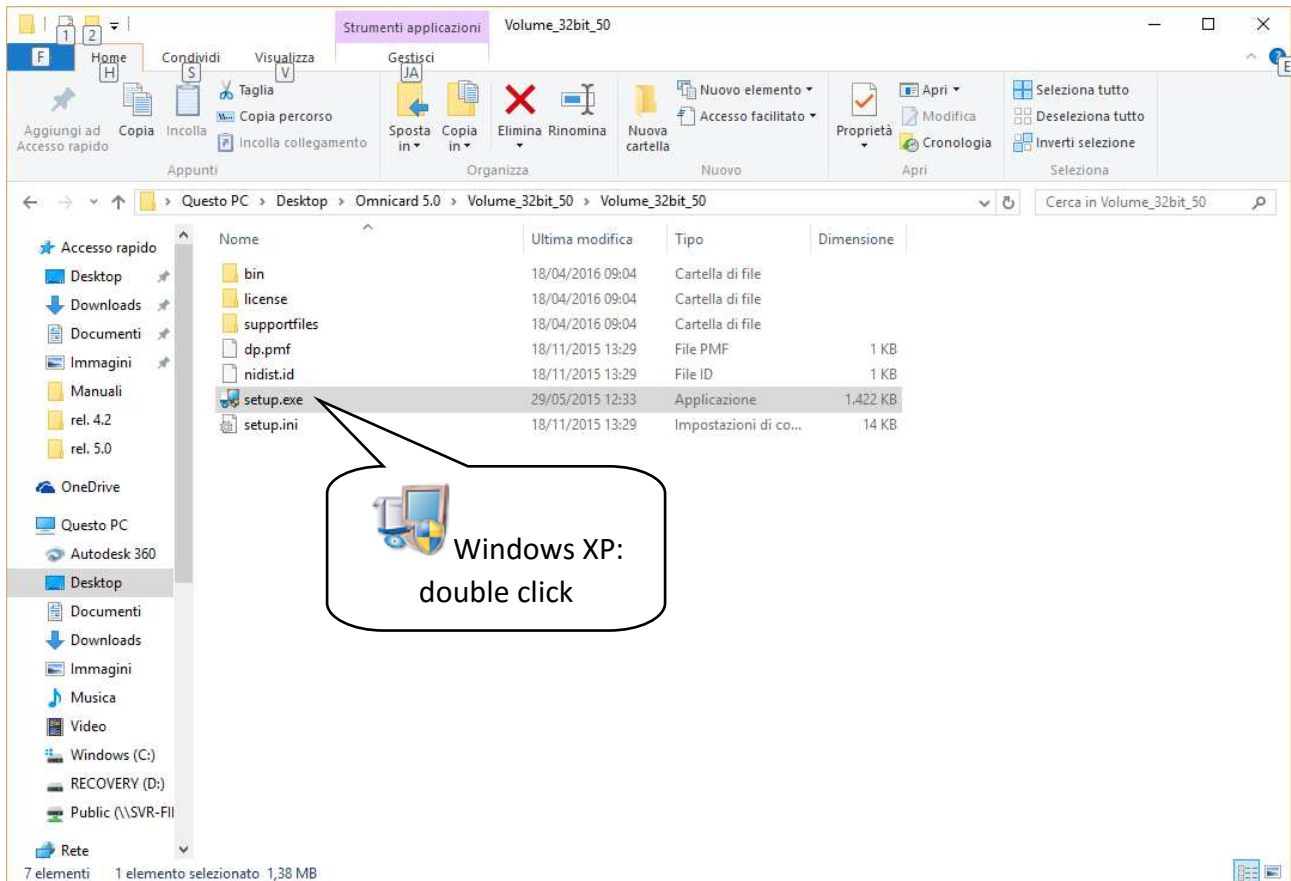 Strumenti applicazioni
Volume_32bit_50
1
2
F
Home
Condividi
Visualizza
Gestisci
H
S
V
JA
E
Aggiungi ad
Accesso rapido
Copia
Incolla
Taglia
Copia percorso
Incolla collegamento
Appunti
Sposta
in
Copia
in
Elimina
Rinomina
Organizza
Nuova
cartella
Nuovo elemento
Accesso facilitato
Nuovo
Proprietà
Apri
Modifica
Cronologia
Apri
Seleziona tutto
Deseleziona tutto
Inverti selezione
Seleziona
Questo PC > Desktop > Omnicard 5.0 > Volume_32bit_50 > Volume_32bit_50
Cerca in Volume_32bit_50
Accesso rapido
Desktop
Downloads
Documenti
Immagini
Manuali
rel. 4.2
rel. 5.0
OneDrive
Questo PC
Autodesk 360
Desktop
Documenti
Downloads
Immagini
Musica
Video
Windows (C:)
RECOVERY (D:)
Public (\\SVR-FII
Rete
Nome Ultima modifica Tipo Dimensione
bin 18/04/2016 09:04 Cartella di file
license 18/04/2016 09:04 Cartella di file
supportfiles 18/04/2016 09:04 Cartella di file
dp.pmf 18/11/2015 13:29 File PMF 1 KB
nidist.id 18/11/2015 13:29 File ID 1 KB
setup.exe 29/05/2015 12:33 Applicazione 1.422 KB
setup.ini 18/11/2015 13:29 Impostazioni di co... 14 KB
Windows XP:
double click
7 elementi 1 elemento selezionato 1,38 MB